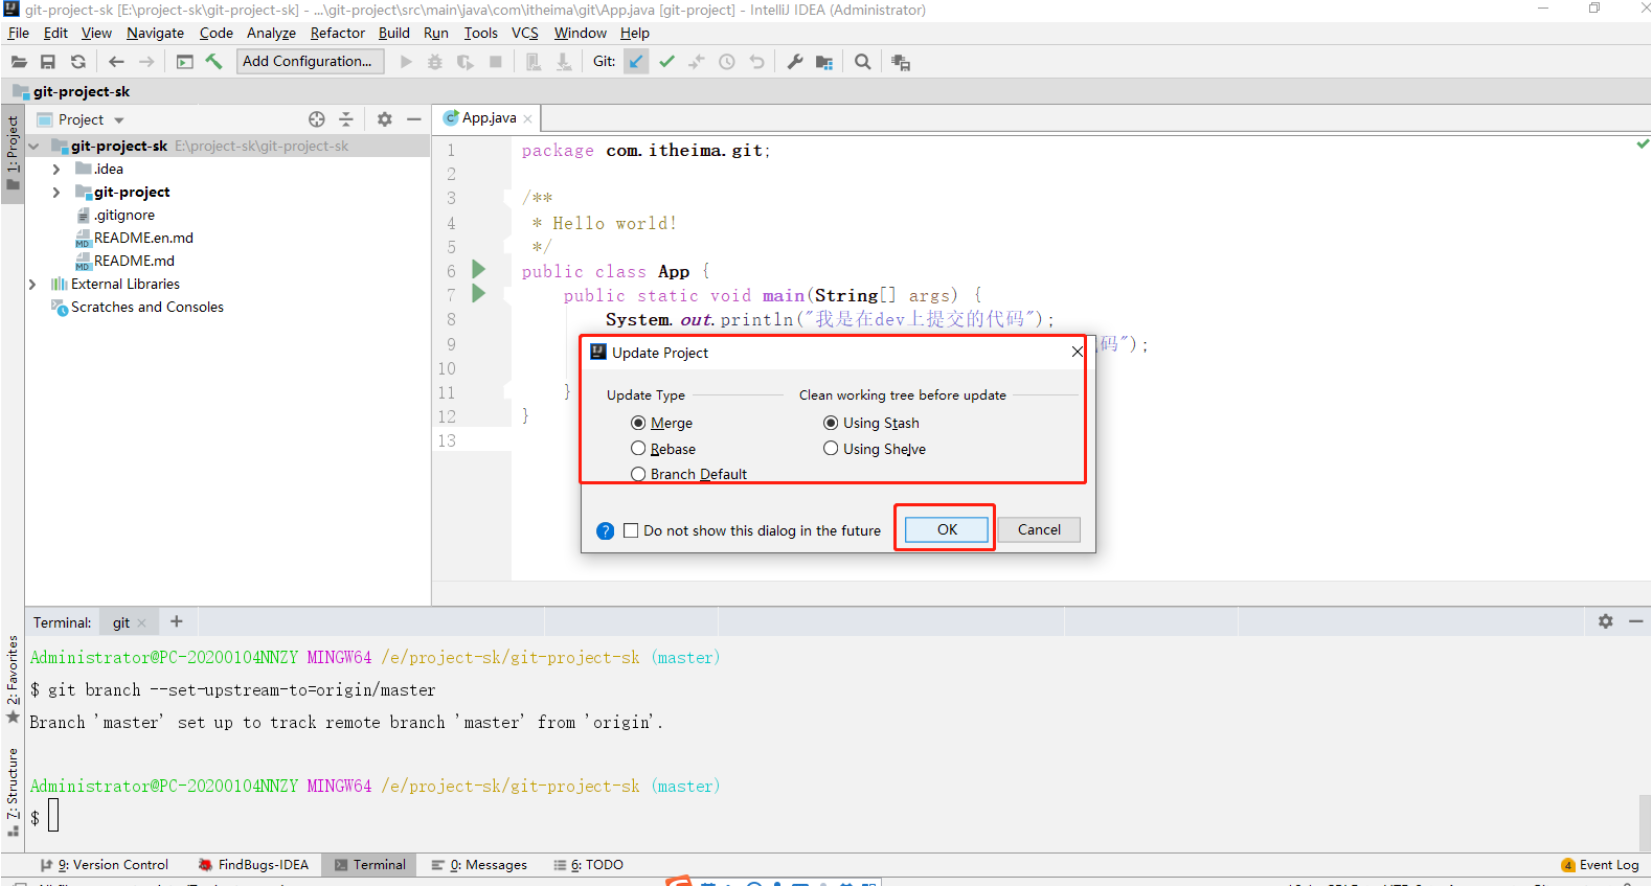 git-project-sk [E:\project-sk\git-project-sk] - ...\git-project\src\main\java\com\itheima\git\App.java [git-project] - IntelliJ IDEA (Administrator)
File Edit View Navigate Code Analyze Refactor Build Run Tools VCS Window Help
Add Configuration... Git:
git-project-sk
1: Project
Project
App.java
git-project-sk E:\project-sk\git-project-sk
.idea
git-project
.gitignore
README.en.md
README.md
External Libraries
Scratches and Consoles
1 package com.itheima.git;
2
3 /**
4 * Hello world!
5 */
6 public class App {
7 public static void main(String[] args) {
8 System.out.println("我是在dev上提交的代码");
9 码");
10
11 }
12 }
13
Update Project
Update Type Clean working tree before update
Merge Using Stash
Rebase Using Shelve
Branch Default
? Do not show this dialog in the future OK Cancel
Terminal: git
2: Favorites
7: Structure
Administrator@PC-20200104NNZY MINGW64 /e/project-sk/git-project-sk (master)
$ git branch --set-upstream-to=origin/master
Branch 'master' set up to track remote branch 'master' from 'origin'.
Administrator@PC-20200104NNZY MINGW64 /e/project-sk/git-project-sk (master)
$
9: Version Control FindBugs-IDEA Terminal 0: Messages 6: TODO 4 Event Log